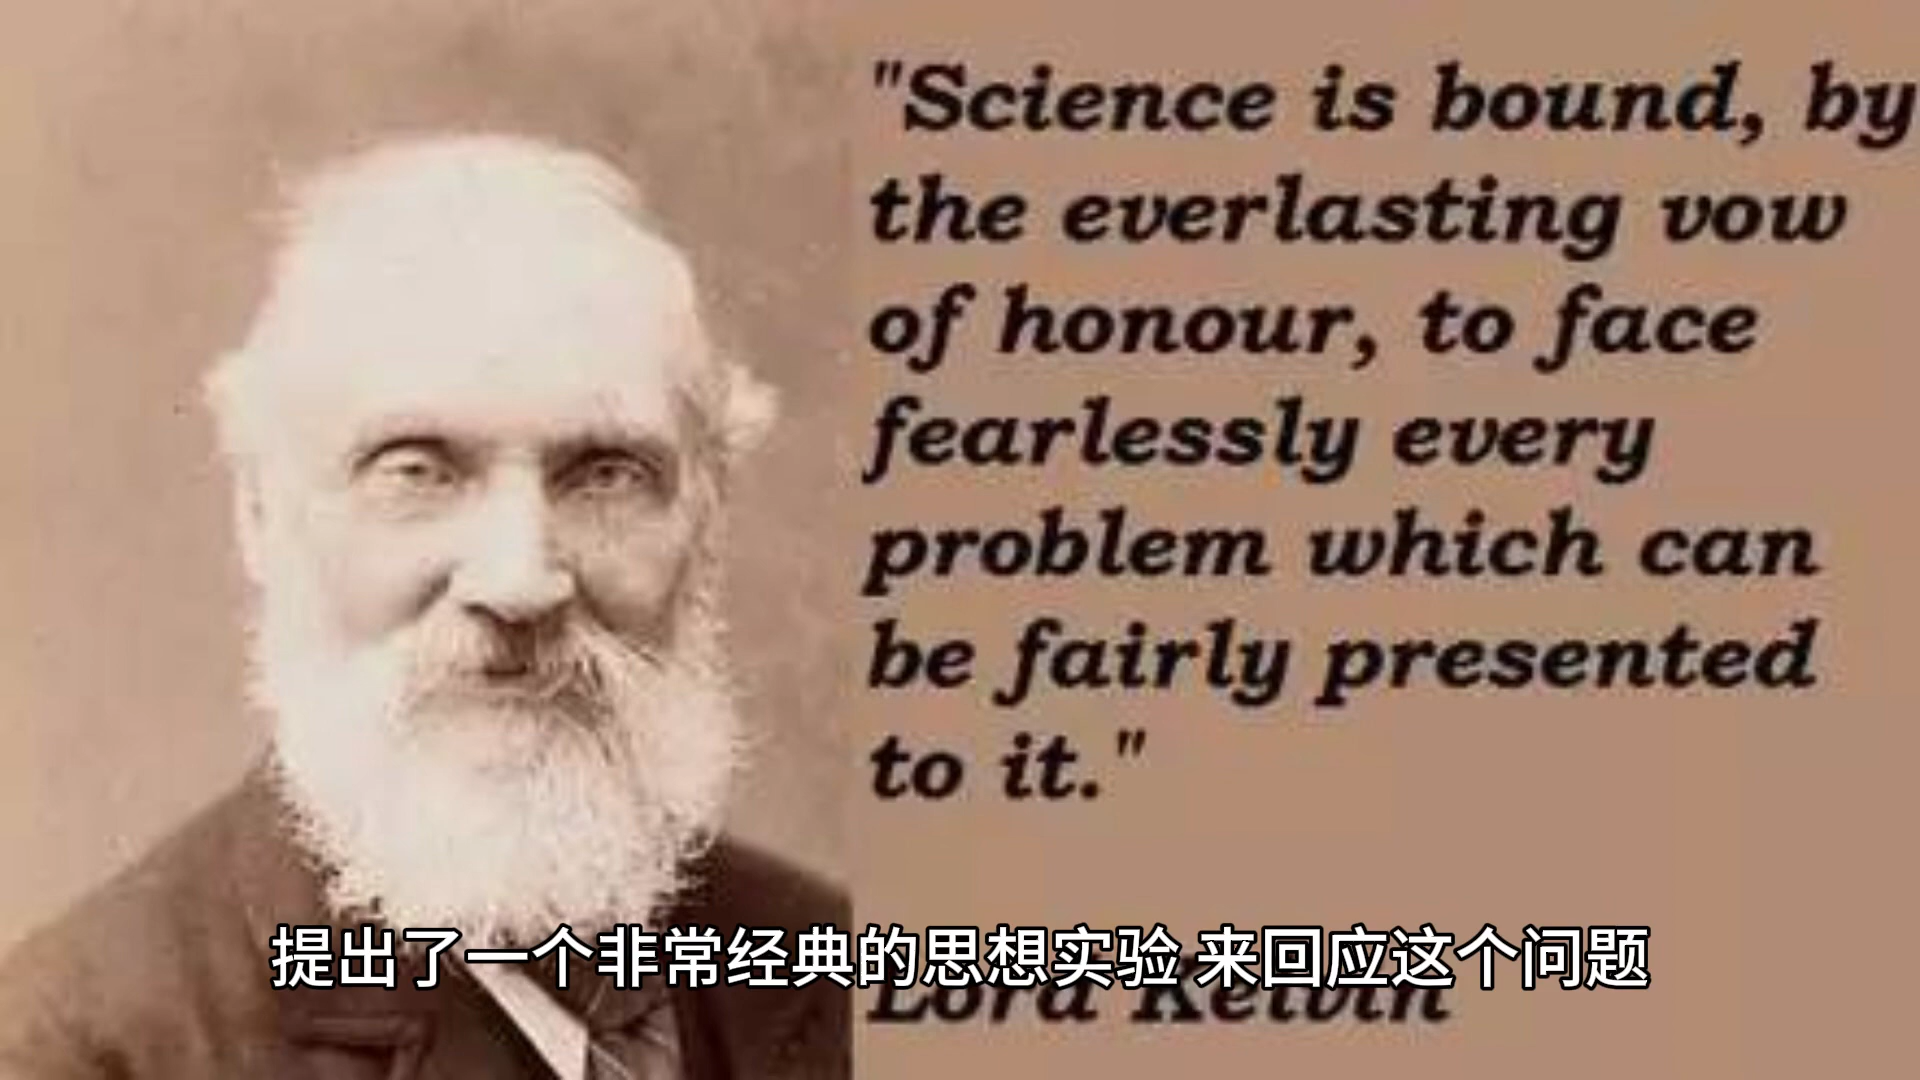 "Science is bound, by
the everlasting vow
of honour, to face
fearlessly every
problem which can
be fairly presented
to it."
提出了一个非常经典的思想实验 来回应这个问题
Lord Kelvin